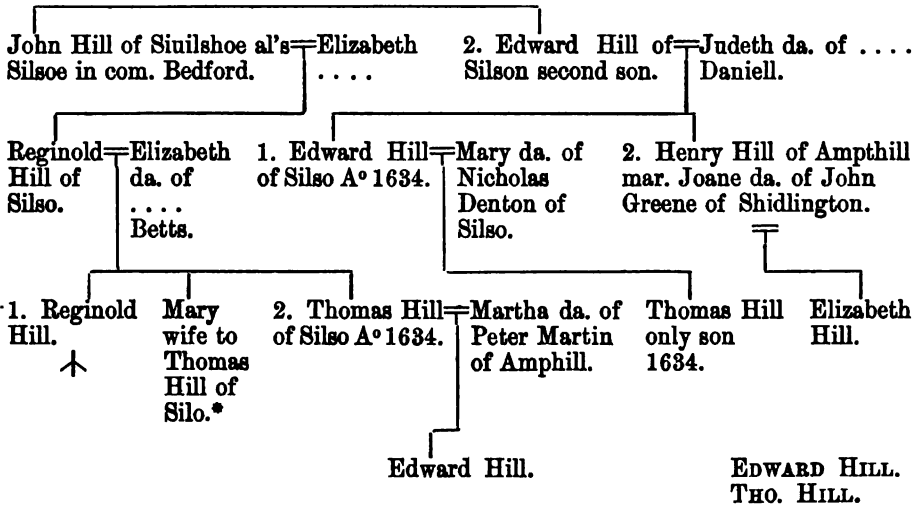 John Hill of Siuilshoe al's
Silsoe in com. Bedford.
Elizabeth
. . . .
2. Edward Hill of
Silson second son.
Judeth da. of . . . .
Daniell.
Reginold
Hill of
Silso.
Elizabeth
da. of
. . . .
Betts.
1. Edward Hill
of Silso Aº 1634.
Mary da. of
Nicholas
Denton of
Silso.
2. Henry Hill of Ampthill
mar. Joane da. of John
Greene of Shidlington.
1. Reginold
Hill.
Mary
wife to
Thomas
Hill of
Silo.*
2. Thomas Hill
of Silso Aº 1634.
Martha da. of
Peter Martin
of Amphill.
Thomas Hill
only son
1634.
Elizabeth
Hill.
Edward Hill.
EDWARD HILL.
THO. HILL.